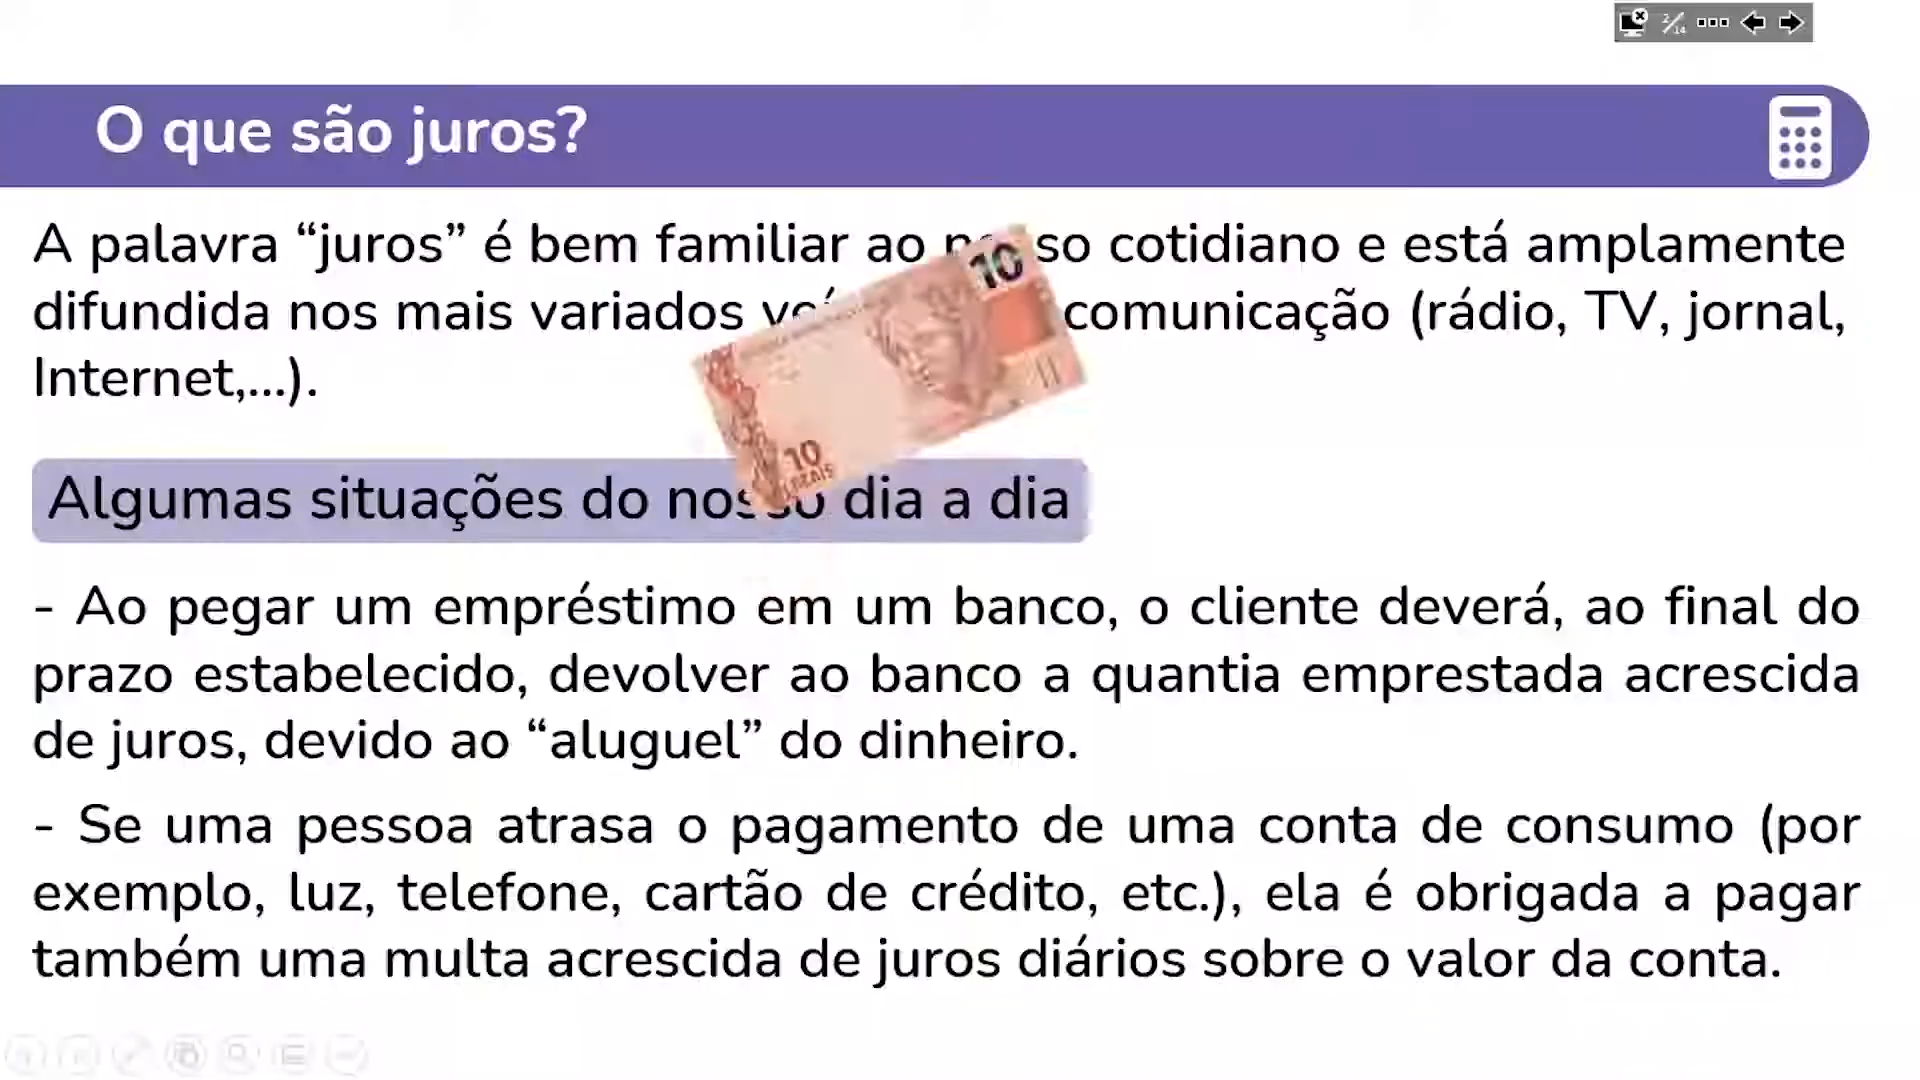 2/14
O que são juros?
A palavra “juros” é bem familiar ao so cotidiano e está amplamente
difundida nos mais variados comunicação (rádio, TV, jornal,
Internet,...).
10
10
REAIS
Algumas situações do nosso dia a dia
- Ao pegar um empréstimo em um banco, o cliente deverá, ao final do
prazo estabelecido, devolver ao banco a quantia emprestada acrescida
de juros, devido ao “aluguel” do dinheiro.
- Se uma pessoa atrasa o pagamento de uma conta de consumo (por
exemplo, luz, telefone, cartão de crédito, etc.), ela é obrigada a pagar
também uma multa acrescida de juros diários sobre o valor da conta.